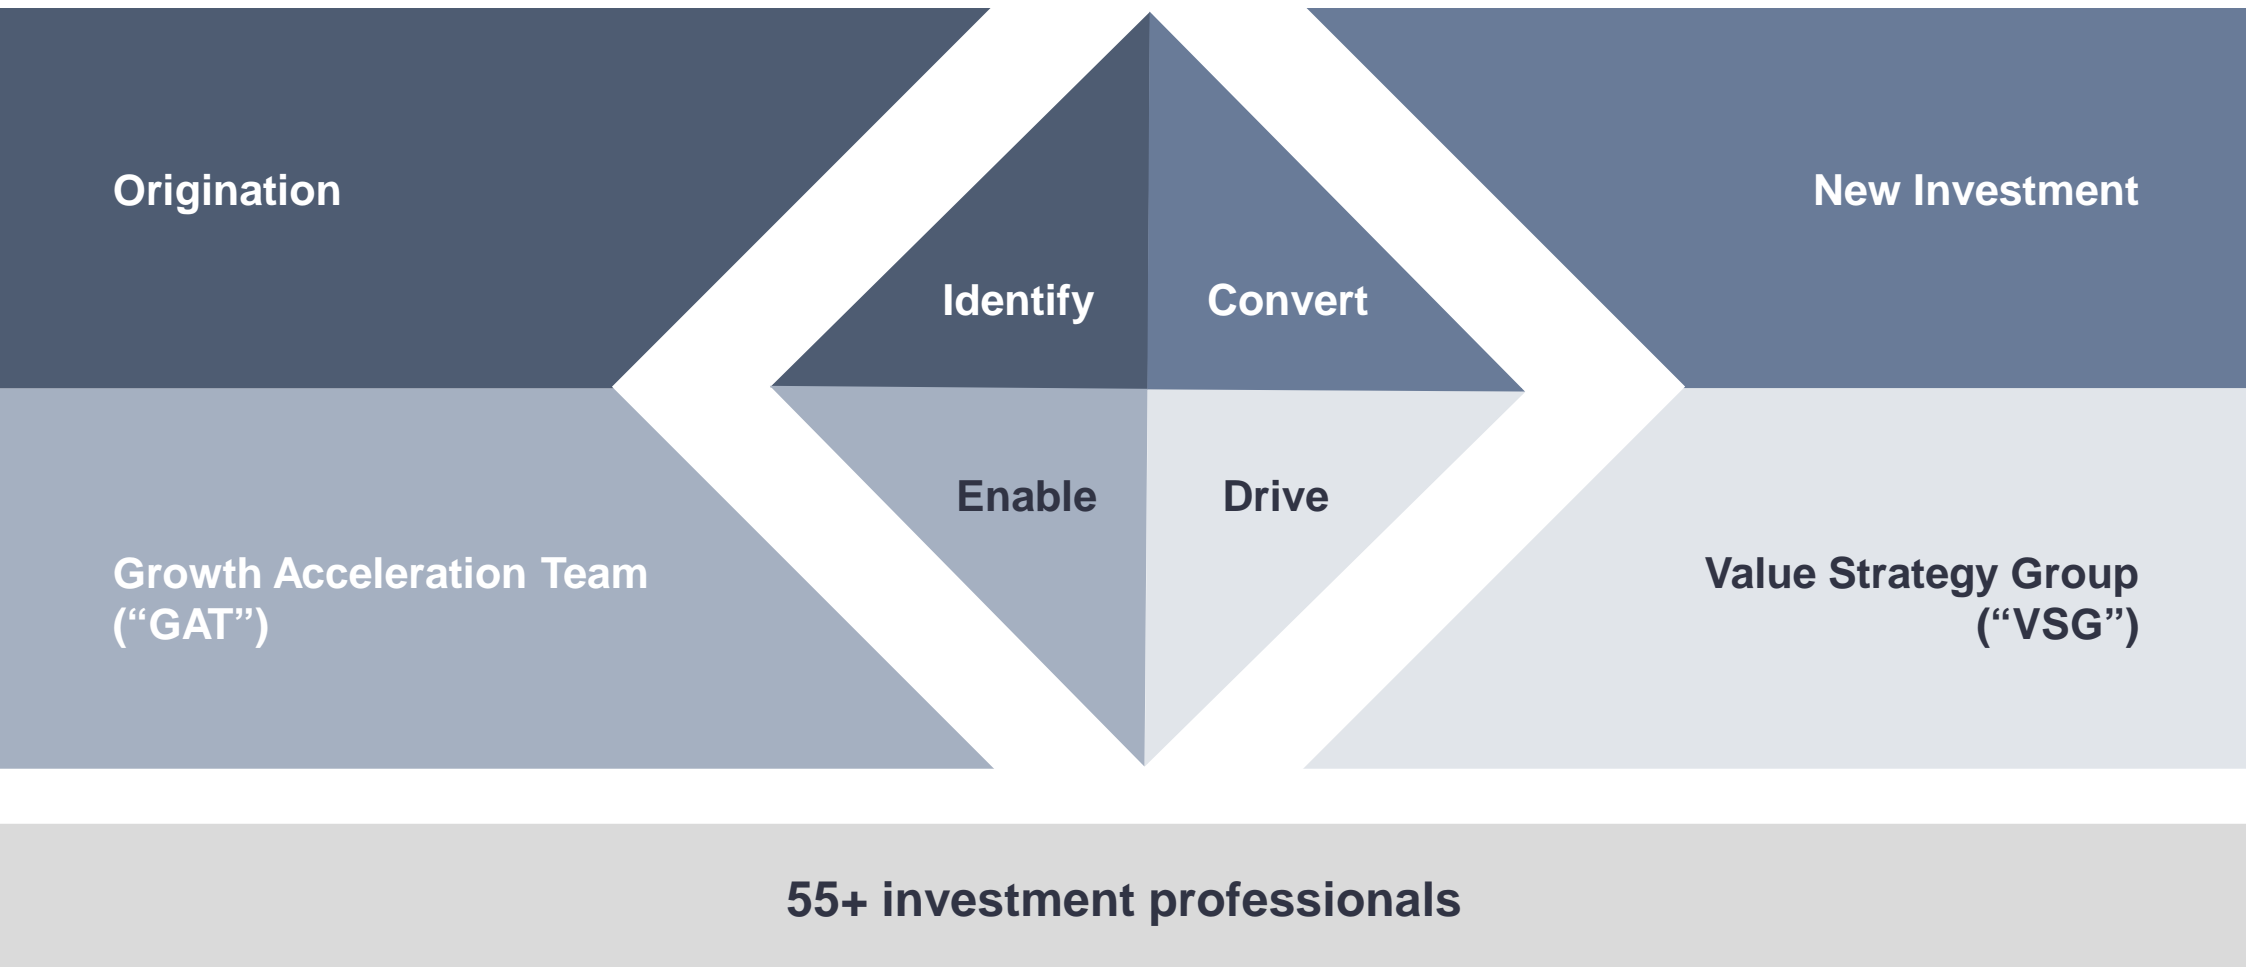 Origination
New Investment
Identify
Convert
Enable
Drive
Growth Acceleration Team
(“GAT”)
Value Strategy Group
(“VSG”)
55+ investment professionals